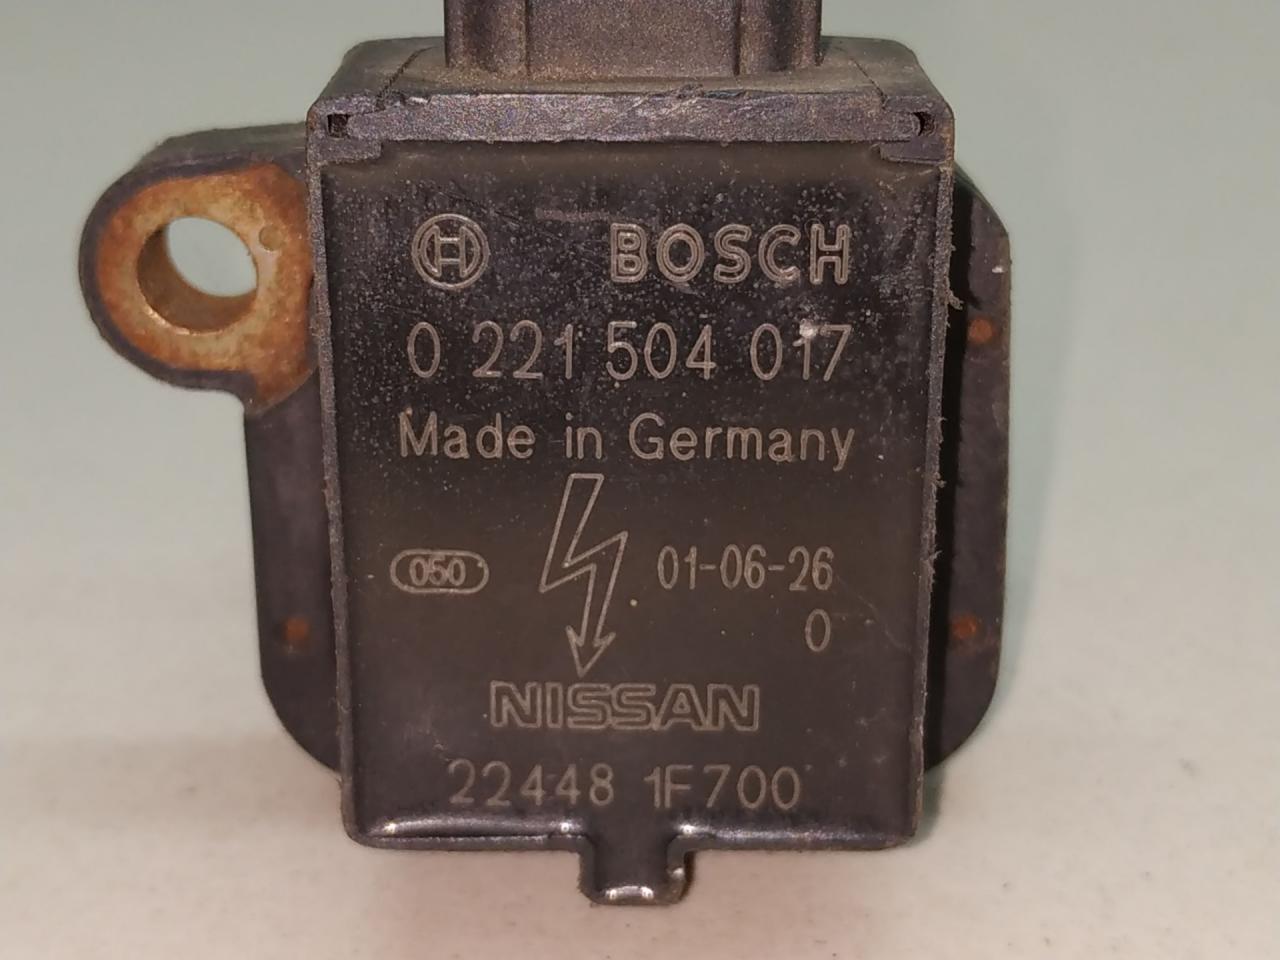 BOSCH
0 221 504 017
Made in Germany
050 01-06-26
0
NISSAN
22448 1F700